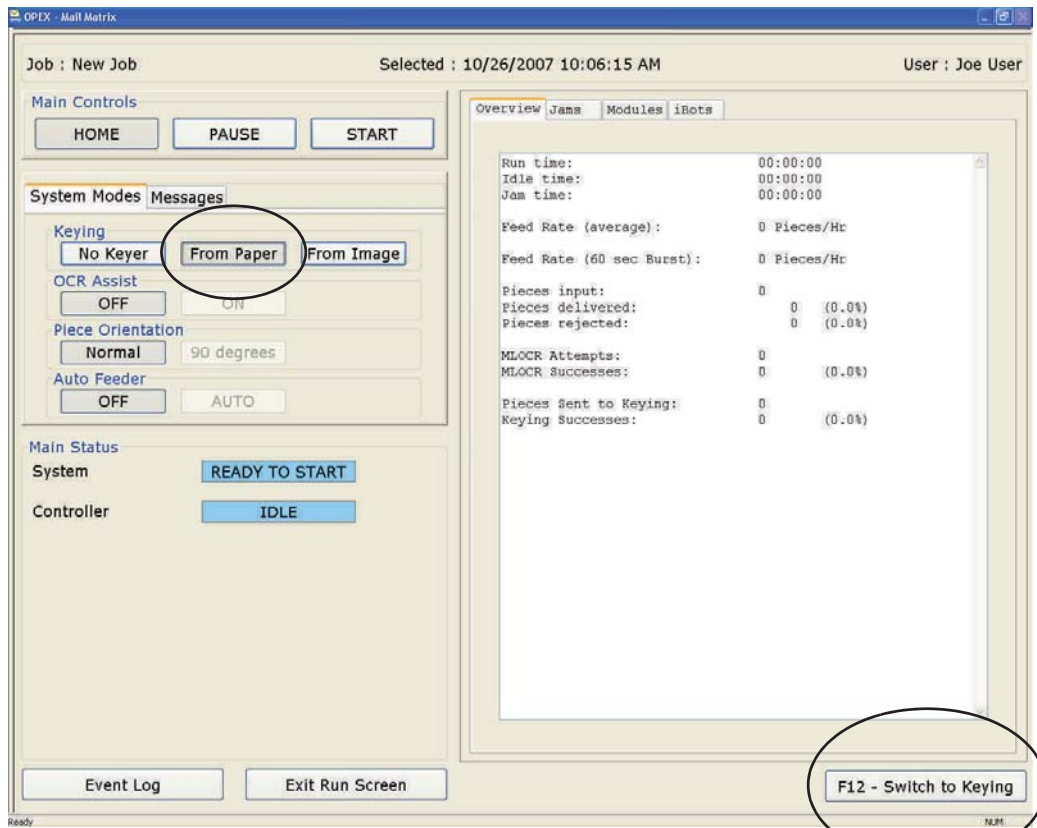 OPEX - Mail Matrix
Job : New Job Selected : 10/26/2007 10:06:15 AM User : Joe User
Main Controls
HOME PAUSE START
System Modes Messages
Keying
No Keyer From Paper From Image
OCR Assist
OFF ON
Piece Orientation
Normal 90 degrees
Auto Feeder
OFF AUTO
Main Status
System READY TO START
Controller IDLE
Overview Jams Modules iBots
Run time: 00:00:00
Idle time: 00:00:00
Jam time: 00:00:00
Feed Rate (average): 0 Pieces/Hr
Feed Rate (60 sec Burst): 0 Pieces/Hr
Pieces input: 0
Pieces delivered: 0 (0.0%)
Pieces rejected: 0 (0.0%)
MLOCR Attempts: 0
MLOCR Successes: 0 (0.0%)
Pieces Sent to Keying: 0
Keying Successes: 0 (0.0%)
Event Log Exit Run Screen F12 - Switch to Keying
Ready NUM